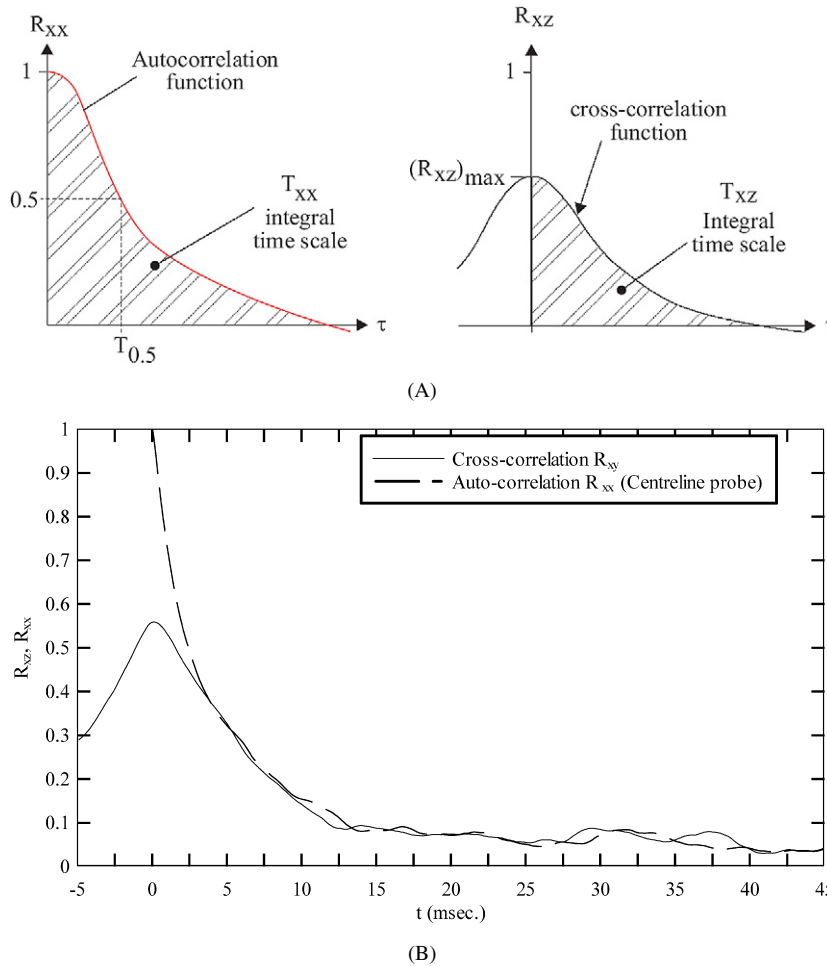 R_xx
Autocorrelation
function
1
0.5
T_xx
integral
time scale
T_0.5
τ
R_xz
1
cross-correlation
function
(R_xz)_max
T_xz
Integral
time scale
(A)
R_xz, R_xx
1
0.9
0.8
0.7
0.6
0.5
0.4
0.3
0.2
0.1
0
Cross-correlation R_xy
Auto-correlation R_xx (Centreline probe)
-5 0 5 10 15 20 25 30 35 40 45
t (msec.)
(B)